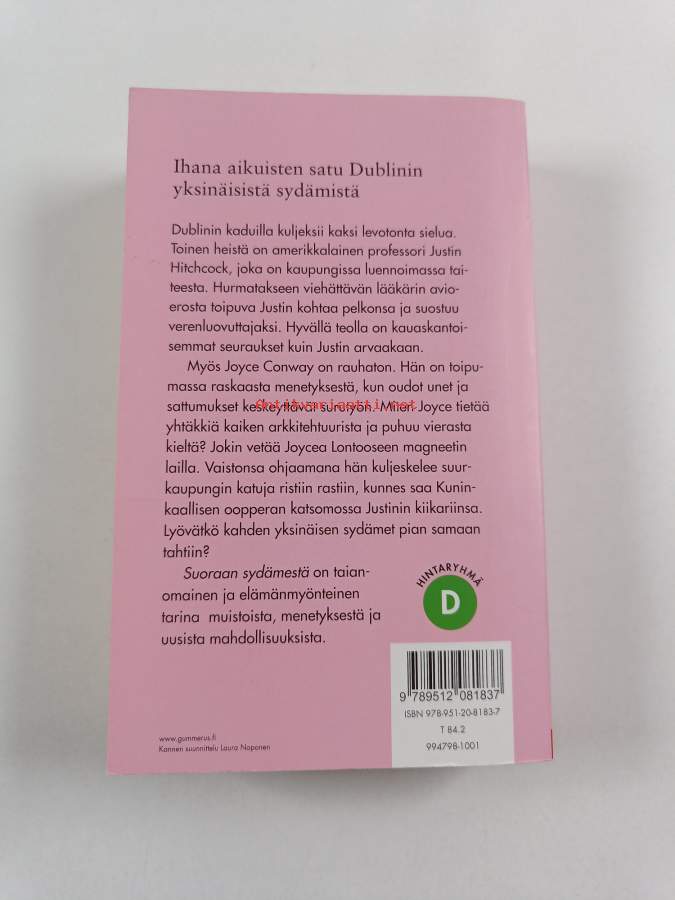 Ihana aikuisten satu Dublinin
yksinäisistä sydämistä
Dublinin kaduilla kuljeksii kaksi levotonta sielua.
Toinen heistä on amerikkalainen professori Justin
Hitchcock, joka on kaupungissa luennoimassa tai-
teesta. Hurmatakseen viehättävän lääkärin avio-
erosta toipuva Justin kohtaa pelkonsa ja suostuu
verenluovuttajaksi. Hyvällä teolla on kauaskantoi-
semmat seuraukset kuin Justin arvaakaan.
Myös Joyce Conway on rauhaton. Hän on toipu-
massa raskaasta menetyksestä, kun oudot unet ja
sattumukset keskeyttävät surutyön. Miten Joyce tietää
Antikvariaatti.net
yhtäkkiä kaiken arkkitehtuurista ja puhuu vierasta
kieltä? Jokin vetää Joycea Lontooseen magneetin
lailla. Vaistonsa ohjaamana hän kuljeskelee suur-
kaupungin katuja ristiin rastiin, kunnes saa Kunin-
kaallisen oopperan katsomossa Justinin kiikariinsa.
Lyövätkö kahden yksinäisen sydämet pian samaan
tahtiin?
Suoraan sydämestä on taian-
omainen ja elämänmyönteinen
tarina muistoista, menetyksestä ja
uusista mahdollisuuksista.
HINTARYHMÄ
D
9 789512 081837
ISBN 978-951-20-8183-7
T 84.2
994798-1001
www.gummerus.fi
Kannen suunnittelu Laura Noponen